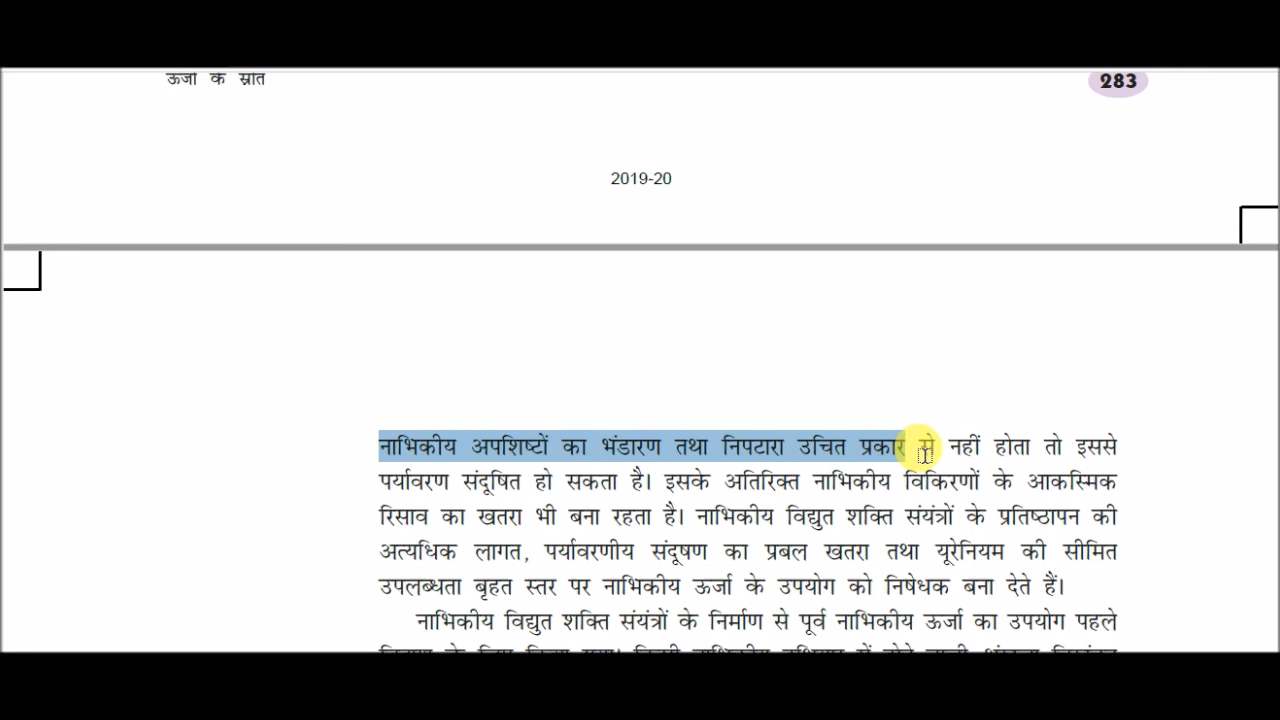 ऊर्जा के स्रोत
283
2019-20
नाभिकीय अपशिष्टों का भंडारण तथा निपटारा उचित प्रकार से नहीं होता तो इससे
पर्यावरण संदूषित हो सकता है। इसके अतिरिक्त नाभिकीय विकिरणों के आकस्मिक
रिसाव का खतरा भी बना रहता है। नाभिकीय विद्युत शक्ति संयंत्रों के प्रतिष्ठापन की
अत्यधिक लागत, पर्यावरणीय संदूषण का प्रबल खतरा तथा यूरेनियम की सीमित
उपलब्धता बृहत स्तर पर नाभिकीय ऊर्जा के उपयोग को निषेधक बना देते हैं।
नाभिकीय विद्युत शक्ति संयंत्रों के निर्माण से पूर्व नाभिकीय ऊर्जा का उपयोग पहले